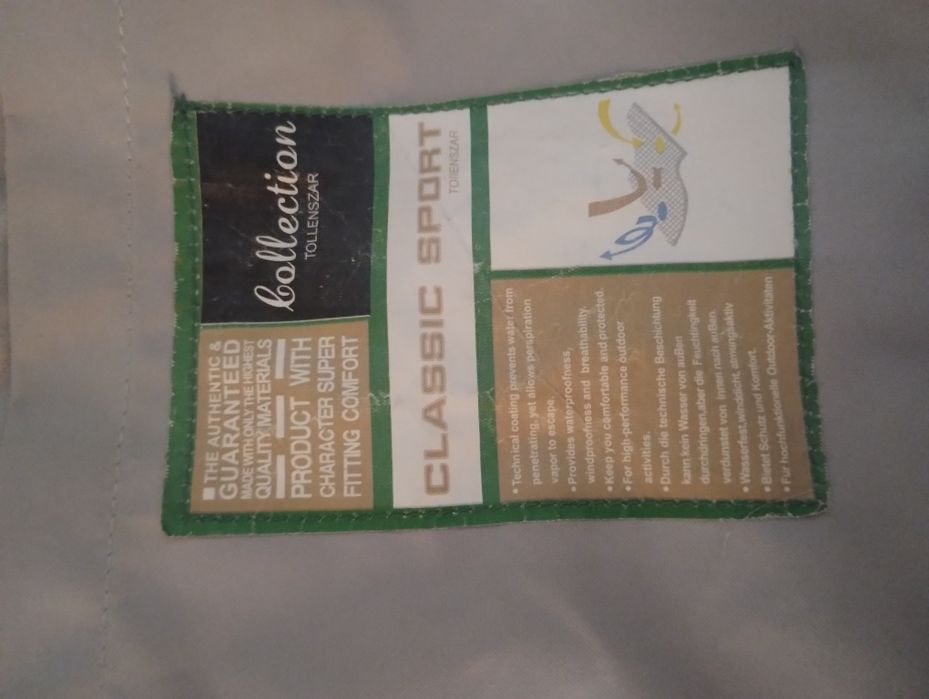 ■ THE AUTHENTIC &
GUARANTEED
MADE WITH ONLY THE HIGHEST
QUALITY MATERIALS
PRODUCT WITH
CHARACTER SUPER
FITTING COMFORT
Collection
TOLLENSZAR
CLASSIC SPORT
TOLLENSZAR
• Technical coating prevents water from
penetrating, yet allows perspiration
vapor to escape.
• Provides waterproofness,
windproofness and breathability.
• Keep you comfortable and protected.
• For high-performance outdoor
activities.
• Durch die technische Beschichtung
kann kein Wasser von außen
durchdringen, aber die Feuchtigkeit
verdunstet von innen nach außen.
• Wasserfest, winddicht, atmungsaktiv
• Bietet Schutz und Komfort.
• Für hochfunktionelle Outdoor-Aktivitäten